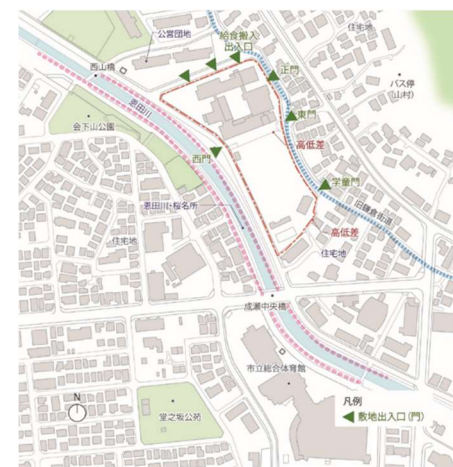 公営団地
給食搬入
出入口
住宅地
西山橋
正門
バス停
(山村)
恩田川
東門
会下山公園
高低差
西門
学童門
恩田川・桜名所
旧鎌倉街道
高低差
住宅地
住宅地
成瀬中央橋
市立総合体育館
N
凡例
堂之坂公苑
敷地出入口(門)